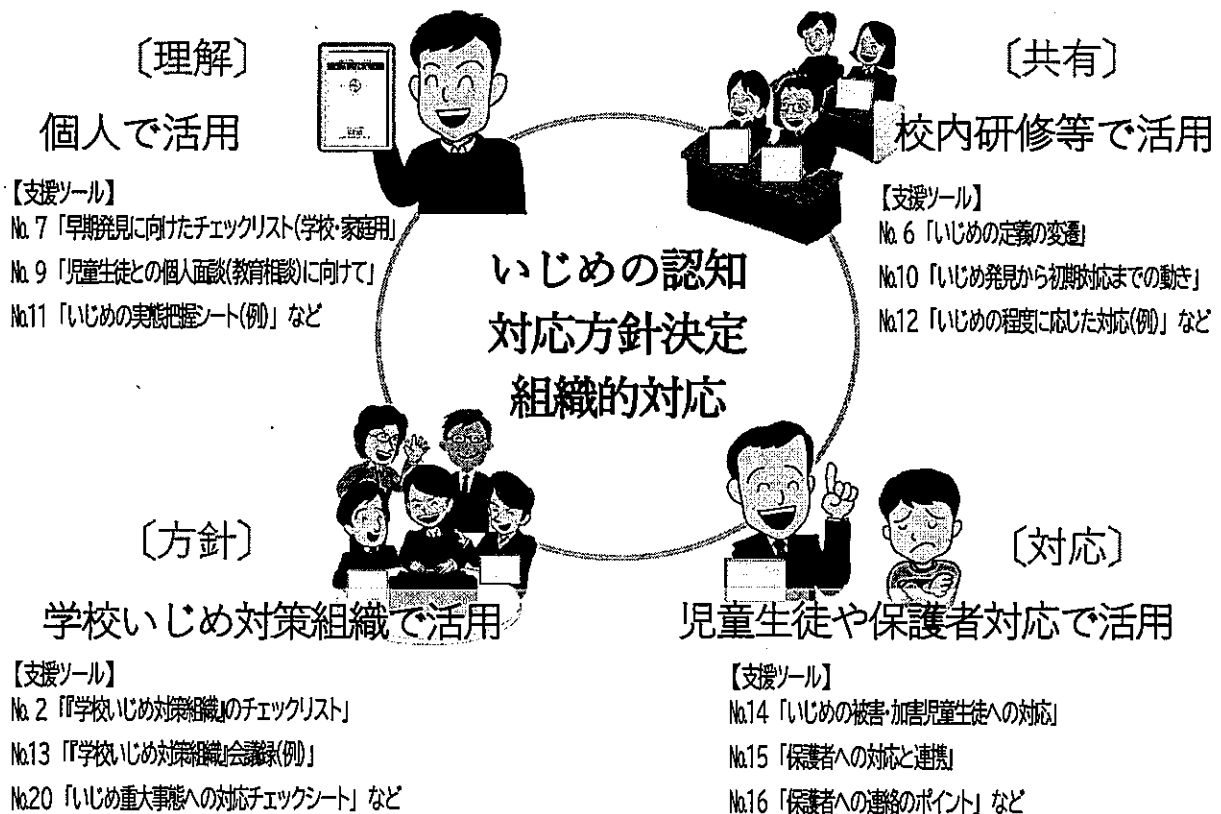 〔理解〕
個人で活用
【支援ツール】
No. 7「早期発見に向けたチェックリスト(学校・家庭用」
No. 9「児童生徒との個人面談(教育相談)に向けて」
No.11「いじめの実態把握シート(例)」など
〔共有〕
校内研修等で活用
【支援ツール】
No. 6「いじめの定義の変遷」
No.10「いじめ発見から初期対応までの動き」
No.12「いじめの程度に応じた対応(例)」など
いじめの認知
対応方針決定
組織的対応
〔方針〕
学校いじめ対策組織で活用
【支援ツール】
No. 2「『学校いじめ対策組織』のチェックリスト」
No.13「『学校いじめ対策組織』会議録(例)」
No.20「いじめ重大事態への対応チェックシート」など
〔対応〕
児童生徒や保護者対応で活用
【支援ツール】
No.14「いじめの被害・加害児童生徒への対応」
No.15「保護者への対応と連携」
No.16「保護者への連絡のポイント」など